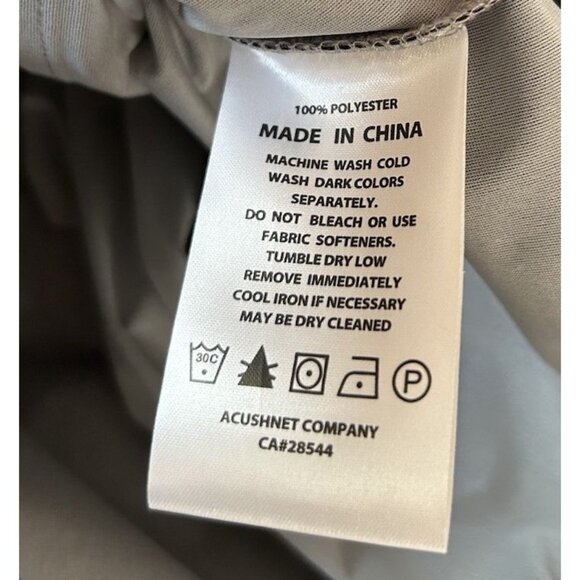 100% POLYESTER
MADE IN CHINA
MACHINE WASH COLD
WASH DARK COLORS
SEPARATELY.
DO NOT BLEACH OR USE
FABRIC SOFTENERS.
TUMBLE DRY LOW
REMOVE IMMEDIATELY
COOL IRON IF NECESSARY
MAY BE DRY CLEANED
30C P
ACUSHNET COMPANY
CA#28544